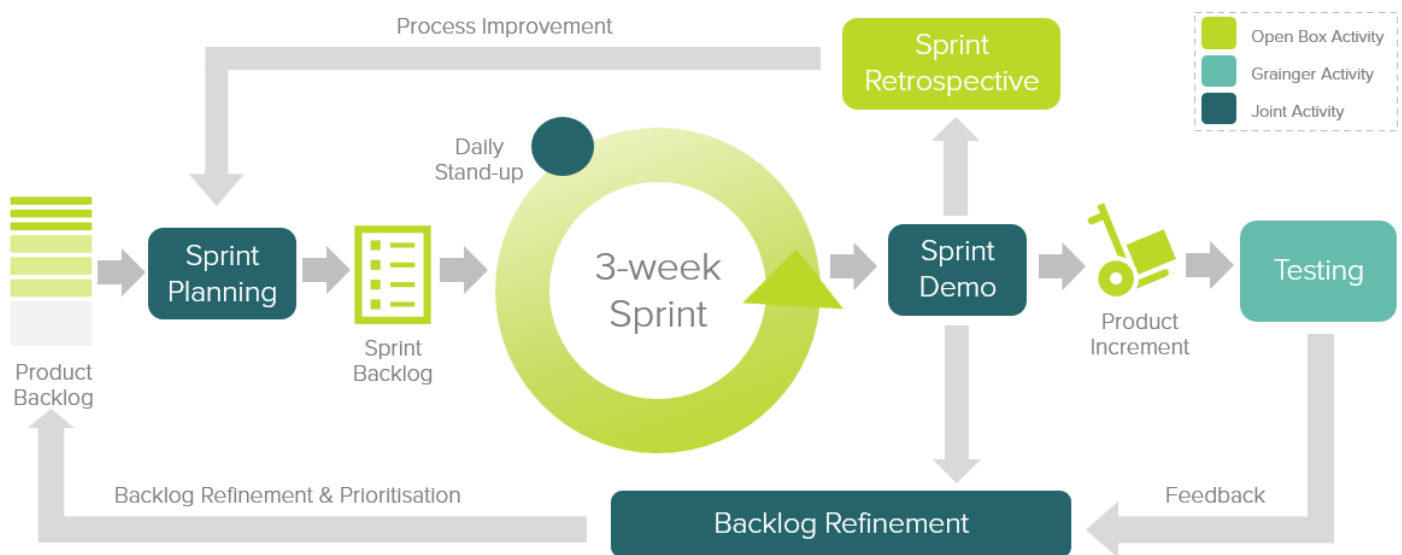 Process Improvement
Sprint
Retrospective
Open Box Activity
Grainger Activity
Joint Activity
Daily
Stand-up
Sprint
Planning
3-week
Sprint
Sprint
Demo
Testing
Product
Increment
Sprint
Backlog
Product
Backlog
Backlog Refinement & Prioritisation
Backlog Refinement
Feedback